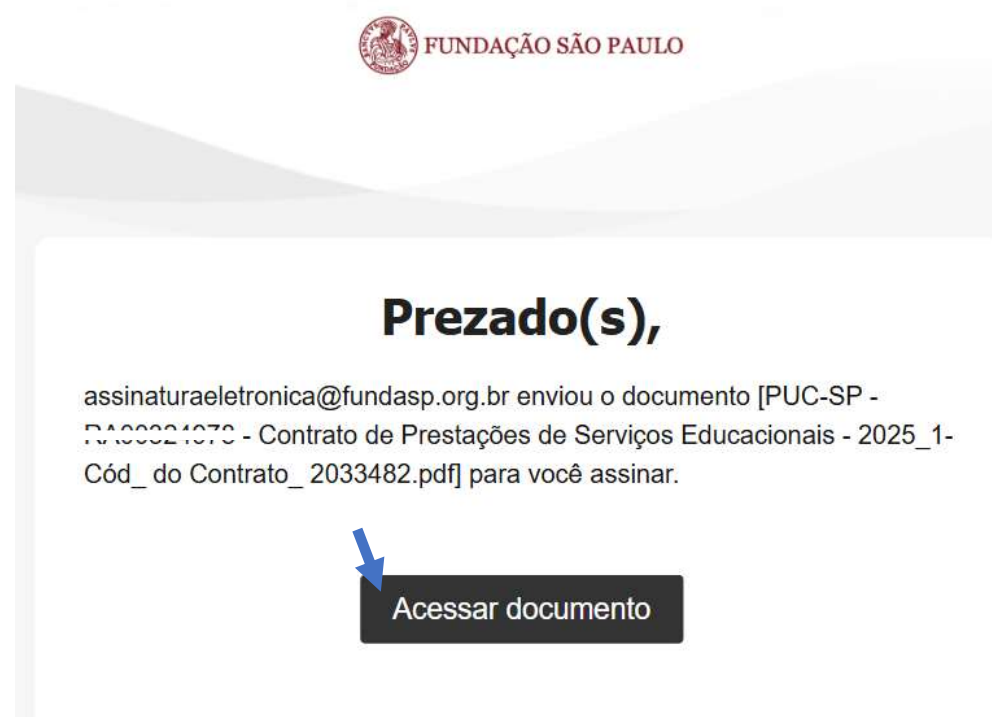 FUNDAÇÃO SÃO PAULO
Prezado(s),
assinaturaeletronica@fundasp.org.br enviou o documento [PUC-SP -
- Contrato de Prestações de Serviços Educacionais - 2025_1-
Cód_ do Contrato_ 2033482.pdf] para você assinar.
Acessar documento